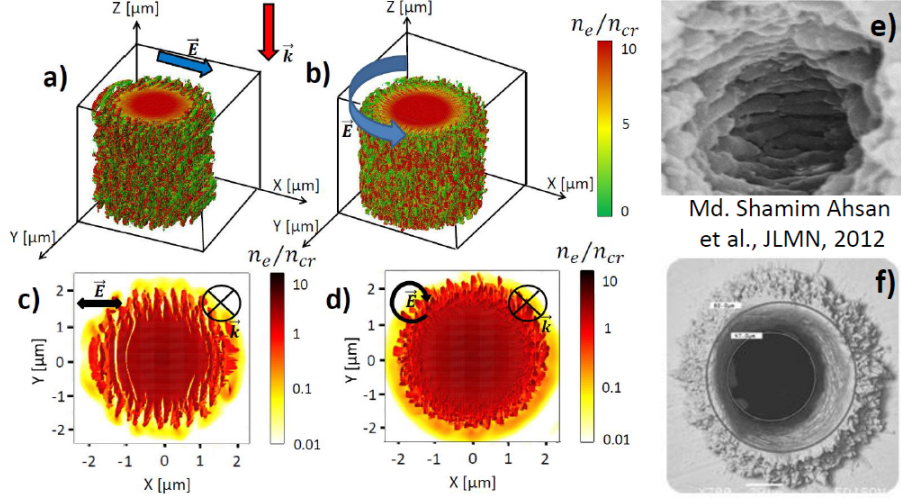 Z [μm]
a)
E
k
X [μm]
Y [μm]
Z [μm]
b)
E
X [μm]
Y [μm]
n_e/n_cr
10
5
0
e)
Md. Shamim Ahsan
et al., JLMN, 2012
c)
E
k
Y [μm]
2
1
0
-1
-2
-2 -1 0 1 2
X [μm]
n_e/n_cr
10
1
0.1
0.01
d)
E
k
Y [μm]
2
1
0
-1
-2
-2 -1 0 1 2
X [μm]
n_e/n_cr
10
1
0.1
0.01
f)